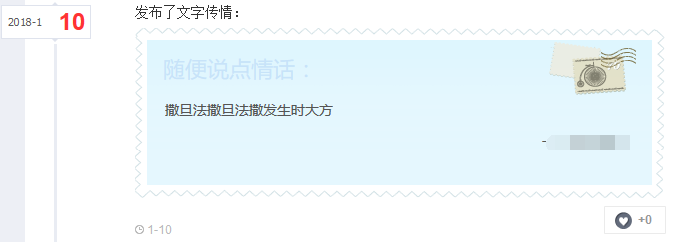 发布了文字传情：
2018-1 10
随便说点情话：
撒旦法撒旦法撒发生时大方
-
1-10
+0